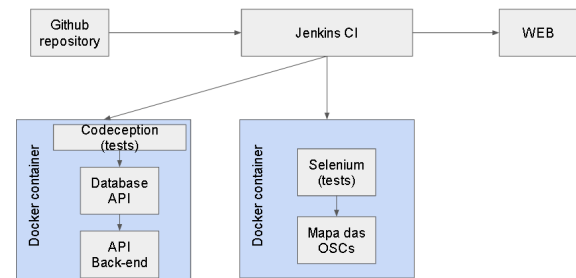 Github
repository
Jenkins CI
WEB
Docker container
Codeception
(tests)
Database
API
API
Back-end
Docker container
Selenium
(tests)
Mapa das
OSCs